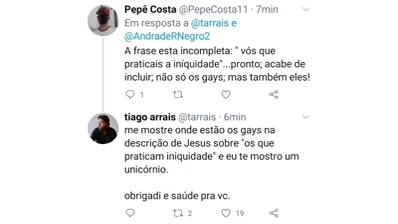 Pepê Costa @PepeCosta11 · 7min
Em resposta a @tarrais e
@AndradeRNegro2
A frase esta incompleta: " vós que
praticais a iníquidade"...pronto; acabe de
incluir; não só os gays; mas também eles!
1
tiago arrais @tarrais · 6min
me mostre onde estão os gays na
descrição de Jesus sobre "os que
praticam iniquidade" e eu te mostro um
unicórnio.
obrigadi e saúde pra vc.
2 19